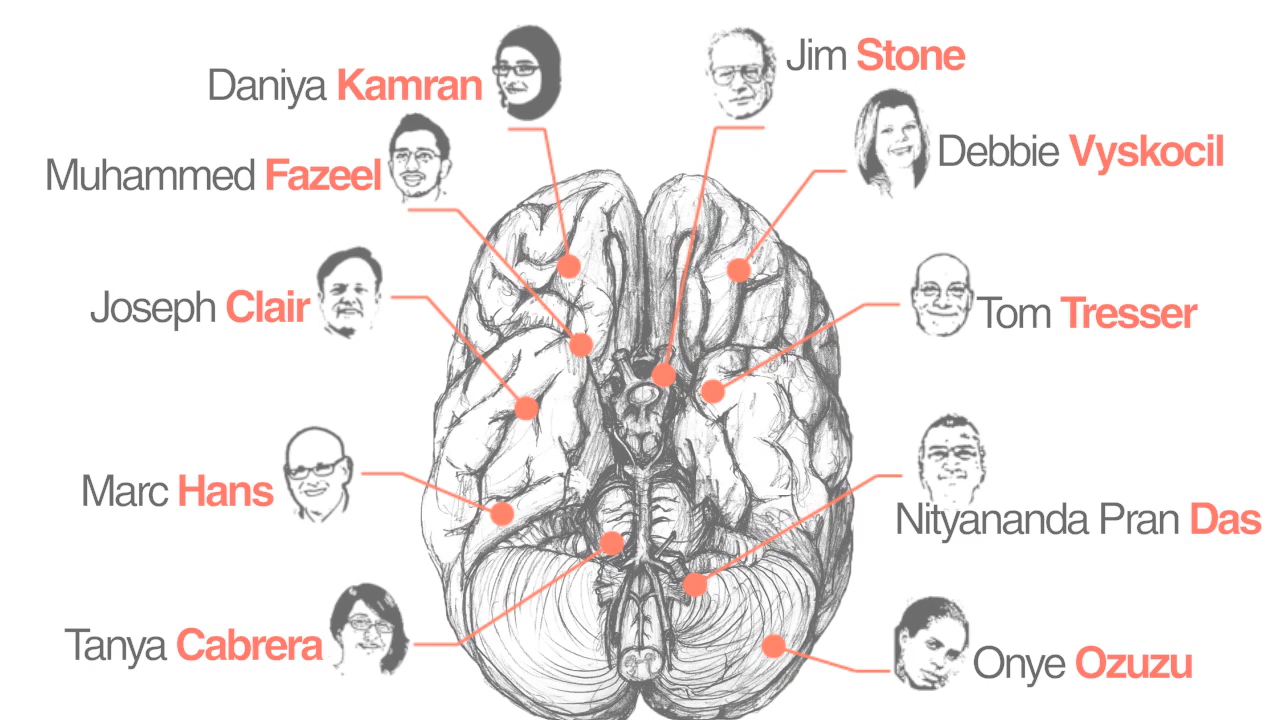 Daniya Kamran
Jim Stone
Muhammed Fazeel
Debbie Vyskocil
Joseph Clair
Tom Tresser
Marc Hans
Nityananda Pran Das
Tanya Cabrera
Onye Ozuzu